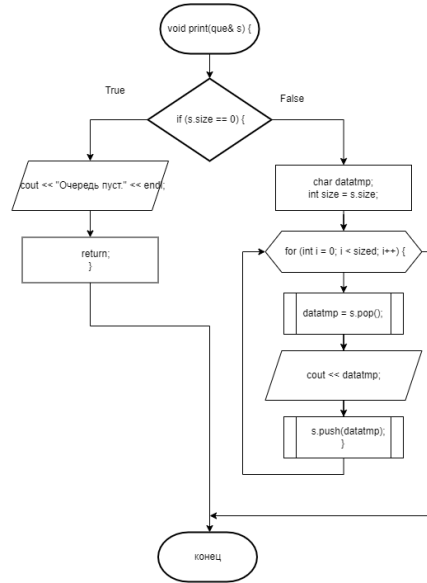 void print(que& s) {
True
if (s.size == 0) {
False
cout << "Очередь пуст." << endl;
return;
}
char datatmp;
int size = s.size;
for (int i = 0; i < sized; i++) {
datatmp = s.pop();
cout << datatmp;
s.push(datatmp);
}
конец